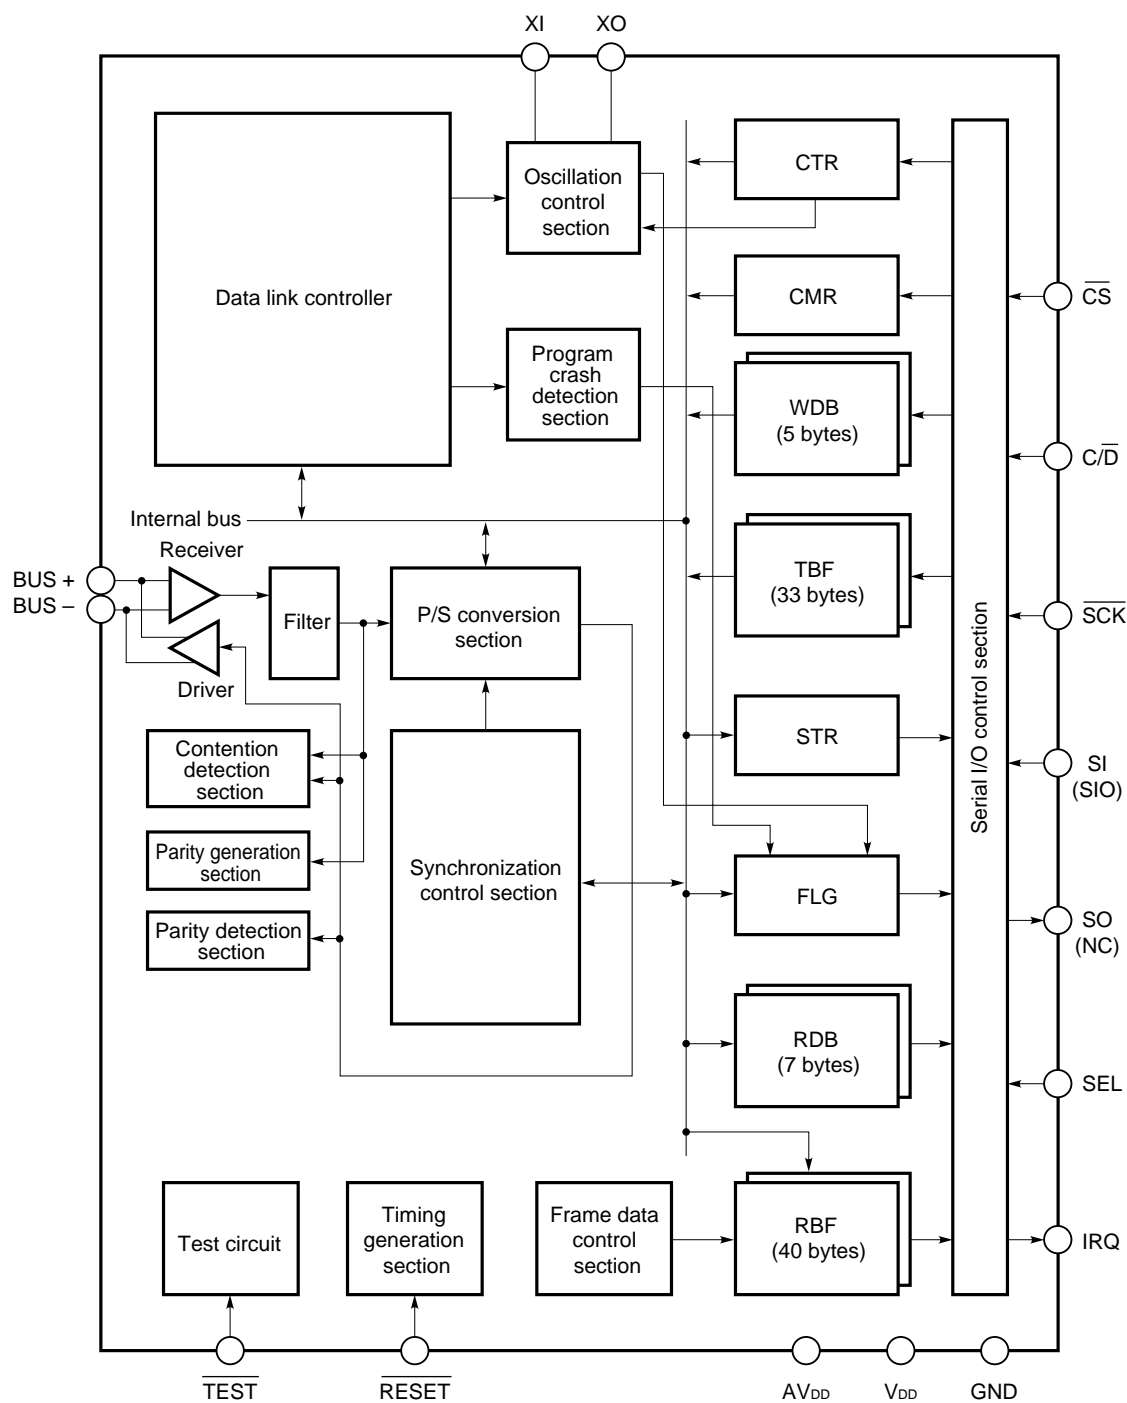 XI
XO
Oscillation
control
section
CTR
Data link controller
CMR
CS
Program
crash
detection
section
WDB
(5 bytes)
C/D
Internal bus
Receiver
BUS +
BUS –
Filter
P/S conversion
section
TBF
(33 bytes)
SCK
Driver
Contention
detection
section
STR
Serial I/O control section
SI
(SIO)
Parity generation
section
Synchronization
control section
FLG
SO
(NC)
Parity detection
section
RDB
(7 bytes)
SEL
Test circuit
Timing
generation
section
Frame data
control
section
RBF
(40 bytes)
IRQ
TEST
RESET
AVDD
VDD
GND